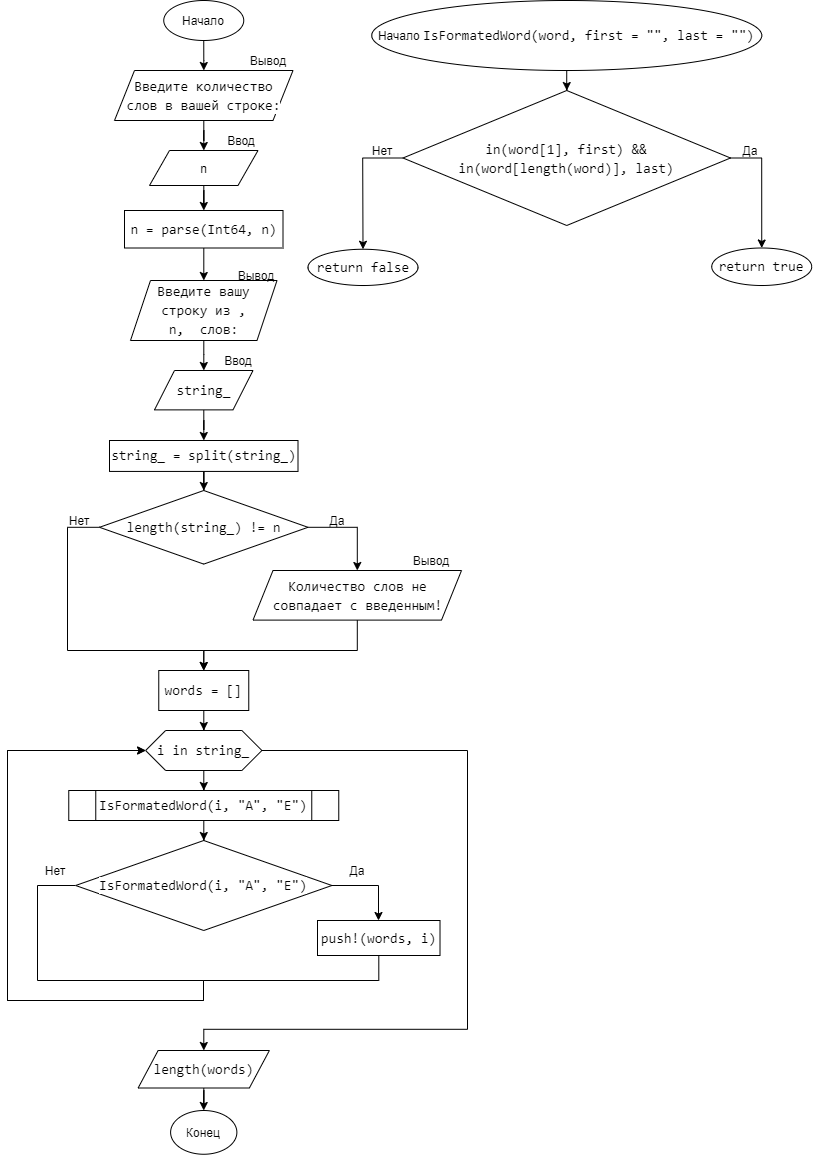 Начало
Вывод
Введите количество
слов в вашей строке:
Ввод
n
n = parse(Int64, n)
Вывод
Введите вашу
строку из ,
n,  слов:
Ввод
string_
string_ = split(string_)
Нет
length(string_) != n
Да
Вывод
Количество слов не
совпадает с введенным!
words = []
i in string_
IsFormatedWord(i, "A", "E")
Нет
IsFormatedWord(i, "A", "E")
Да
push!(words, i)
length(words)
Конец
Начало IsFormatedWord(word, first = "", last = "")
Нет
in(word[1], first) &&
in(word[length(word)], last)
Да
return false
return true